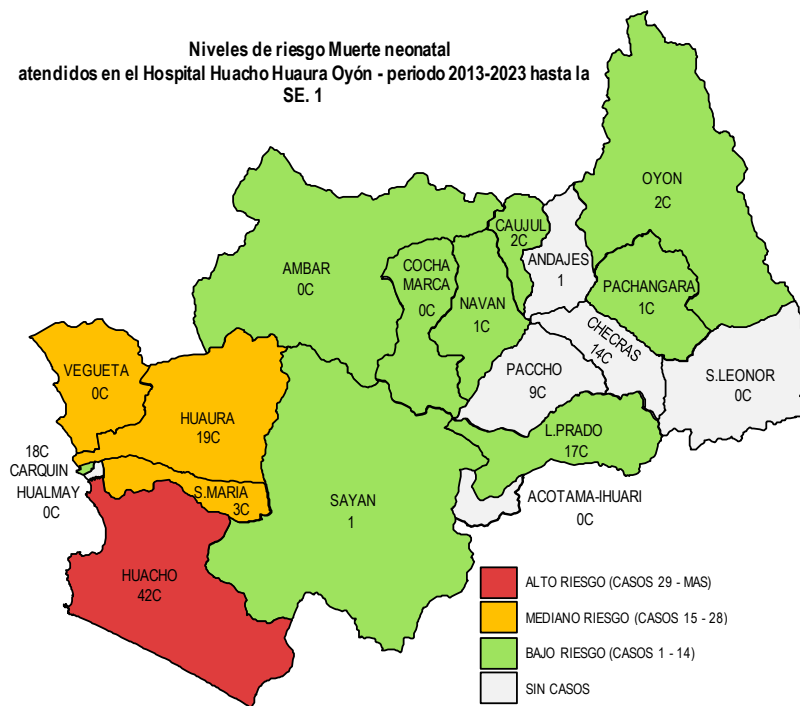 Niveles de riesgo Muerte neonatal
atendidos en el Hospital Huacho Huaura Oyón - periodo 2013-2023 hasta la
SE. 1
OYON
2C
CAUJUL
2C
ANDAJES
1
AMBAR
0C
COCHA
MARCA
0C
NAVAN
1C
PACHANGARA
1C
CHECRAS
14C
VEGUETA
0C
PACCHO
9C
S.LEONOR
0C
HUAURA
19C
L.PRADO
17C
18C
CARQUIN
HUALMAY
0C
S.MARIA
3C
SAYAN
1
ACOTAMA-IHUARI
0C
HUACHO
42C
ALTO RIESGO (CASOS 29 - MAS)
MEDIANO RIESGO (CASOS 15 - 28)
BAJO RIESGO (CASOS 1 - 14)
SIN CASOS